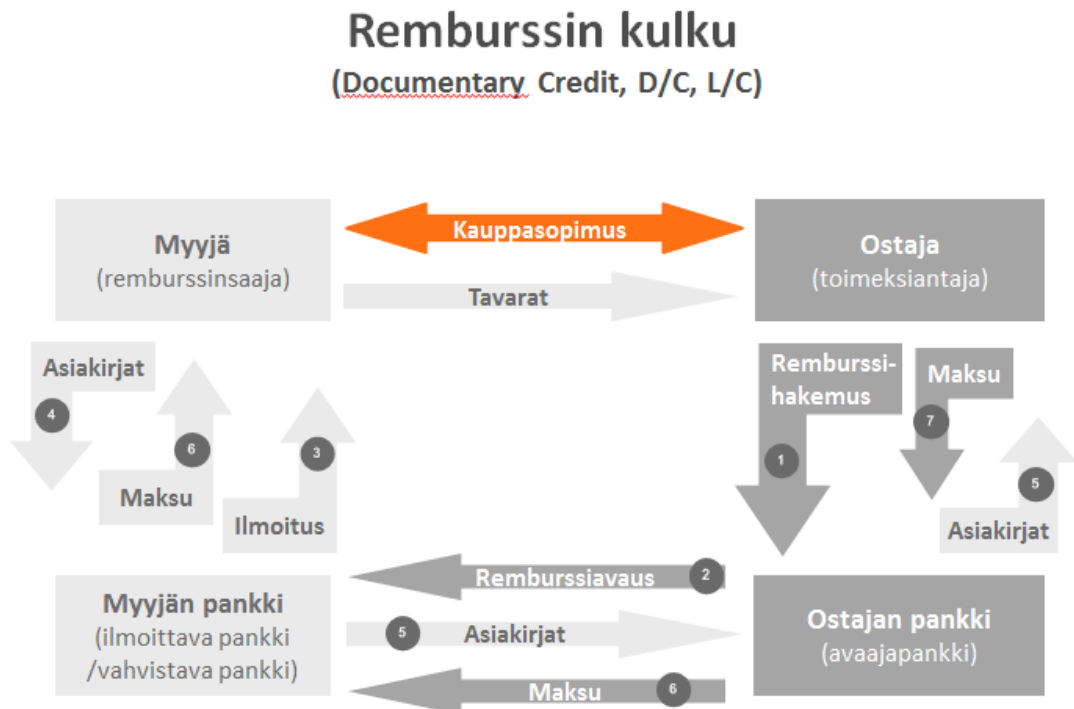 Remburssin kulku
(Documentary Credit, D/C, L/C)
Myyjä
(remburssinsaaja)
Kauppasopimus
Tavarat
Ostaja
(toimeksiantaja)
Asiakirjat
4
Maksu
6
Ilmoitus
3
Remburssi-
hakemus
1
Maksu
7
Asiakirjat
5
Myyjän pankki
(ilmoittava pankki
/vahvistava pankki)
Remburssiavaus
2
5
Asiakirjat
Maksu
6
Ostajan pankki
(avaajapankki)